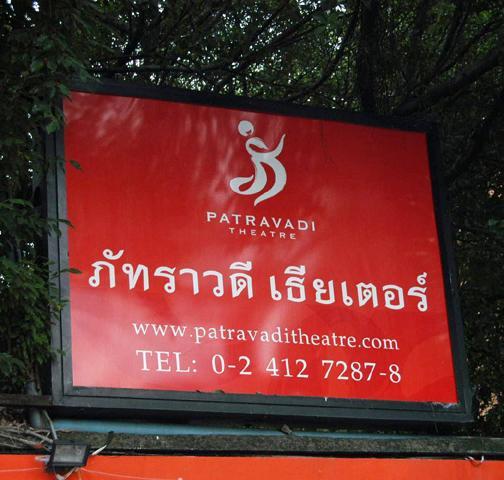 PATRAVADI
THEATRE
ภัทราวดี เธียเตอร์
www.patravaditheatre.com
TEL: 0-2 412 7287-8